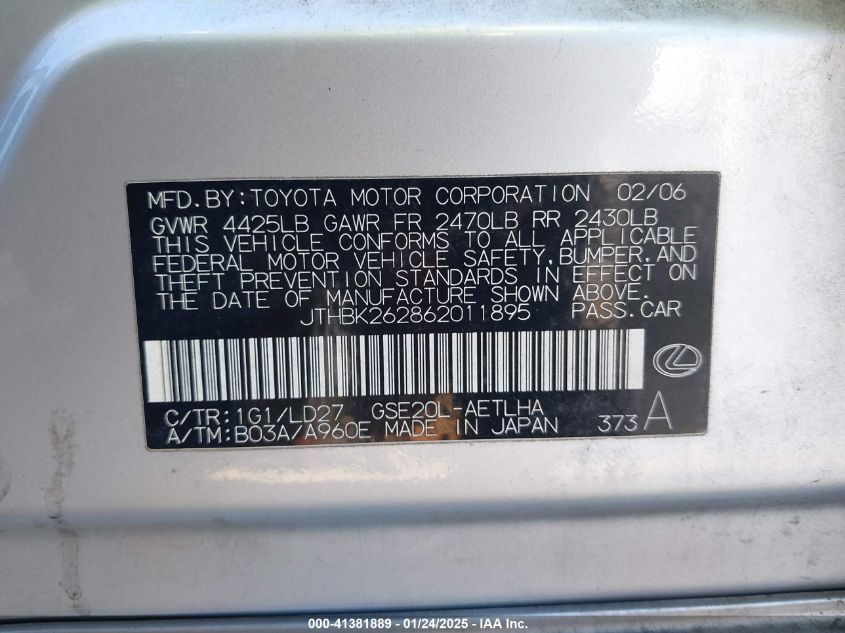 MFD.BY:TOYOTA MOTOR CORPORATION 02/06
GVWR 4425LB GAWR FR 2470LB RR 2430LB
THIS VEHICLE CONFORMS TO ALL APPLICABLE
FEDERAL MOTOR VEHICLE SAFETY,BUMPER,AND
THEFT PREVENTION STANDARDS IN EFFECT ON
THE DATE OF MANUFACTURE SHOWN ABOVE.
JTHBK262862011895 PASS.CAR
C/TR:1G1/LD27 GSE20L-AETLHA
A/TM:B03A/A960E MADE IN JAPAN 373 A
000-41381889 - 01/24/2025 - IAA Inc.